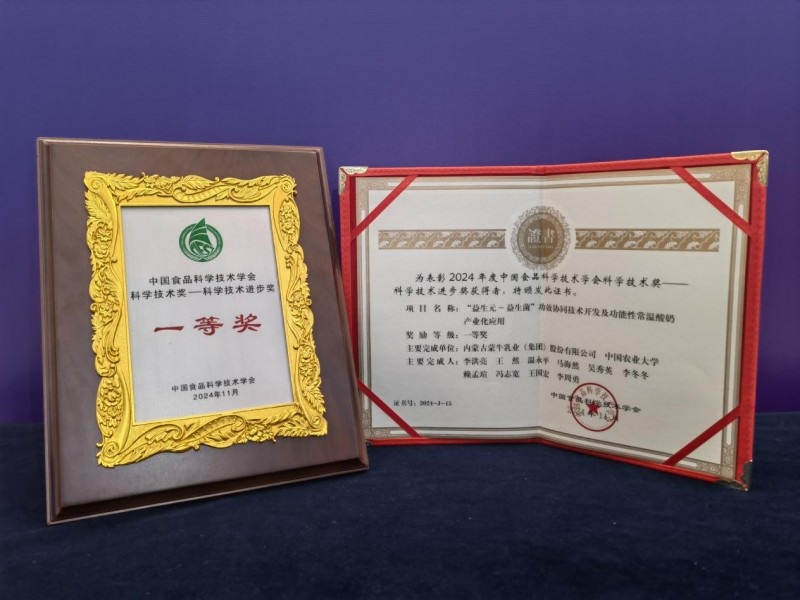 中国食品科学技术学会
科学技术奖—科学技术进步奖
一等奖
中国食品科学技术学会
2024年11月
證書
为表彰2024年度中国食品科学技术学会科学技术奖——
科学技术进步奖获得者,特颁发此证书。
项目名称:“益生元-益生菌”功效协同技术开发及功能性常温酸奶
产业化应用
奖励等级:一等奖
主要完成单位:内蒙古蒙牛乳业(集团)股份有限公司 中国农业大学
主要完成人:李洪亮 王然 温永平 马海然 吴秀英 李冬冬
赖孟瑄 冯志宽 王国宏 李周勇
证书号:2024-J-15
中国食品科学技术学会